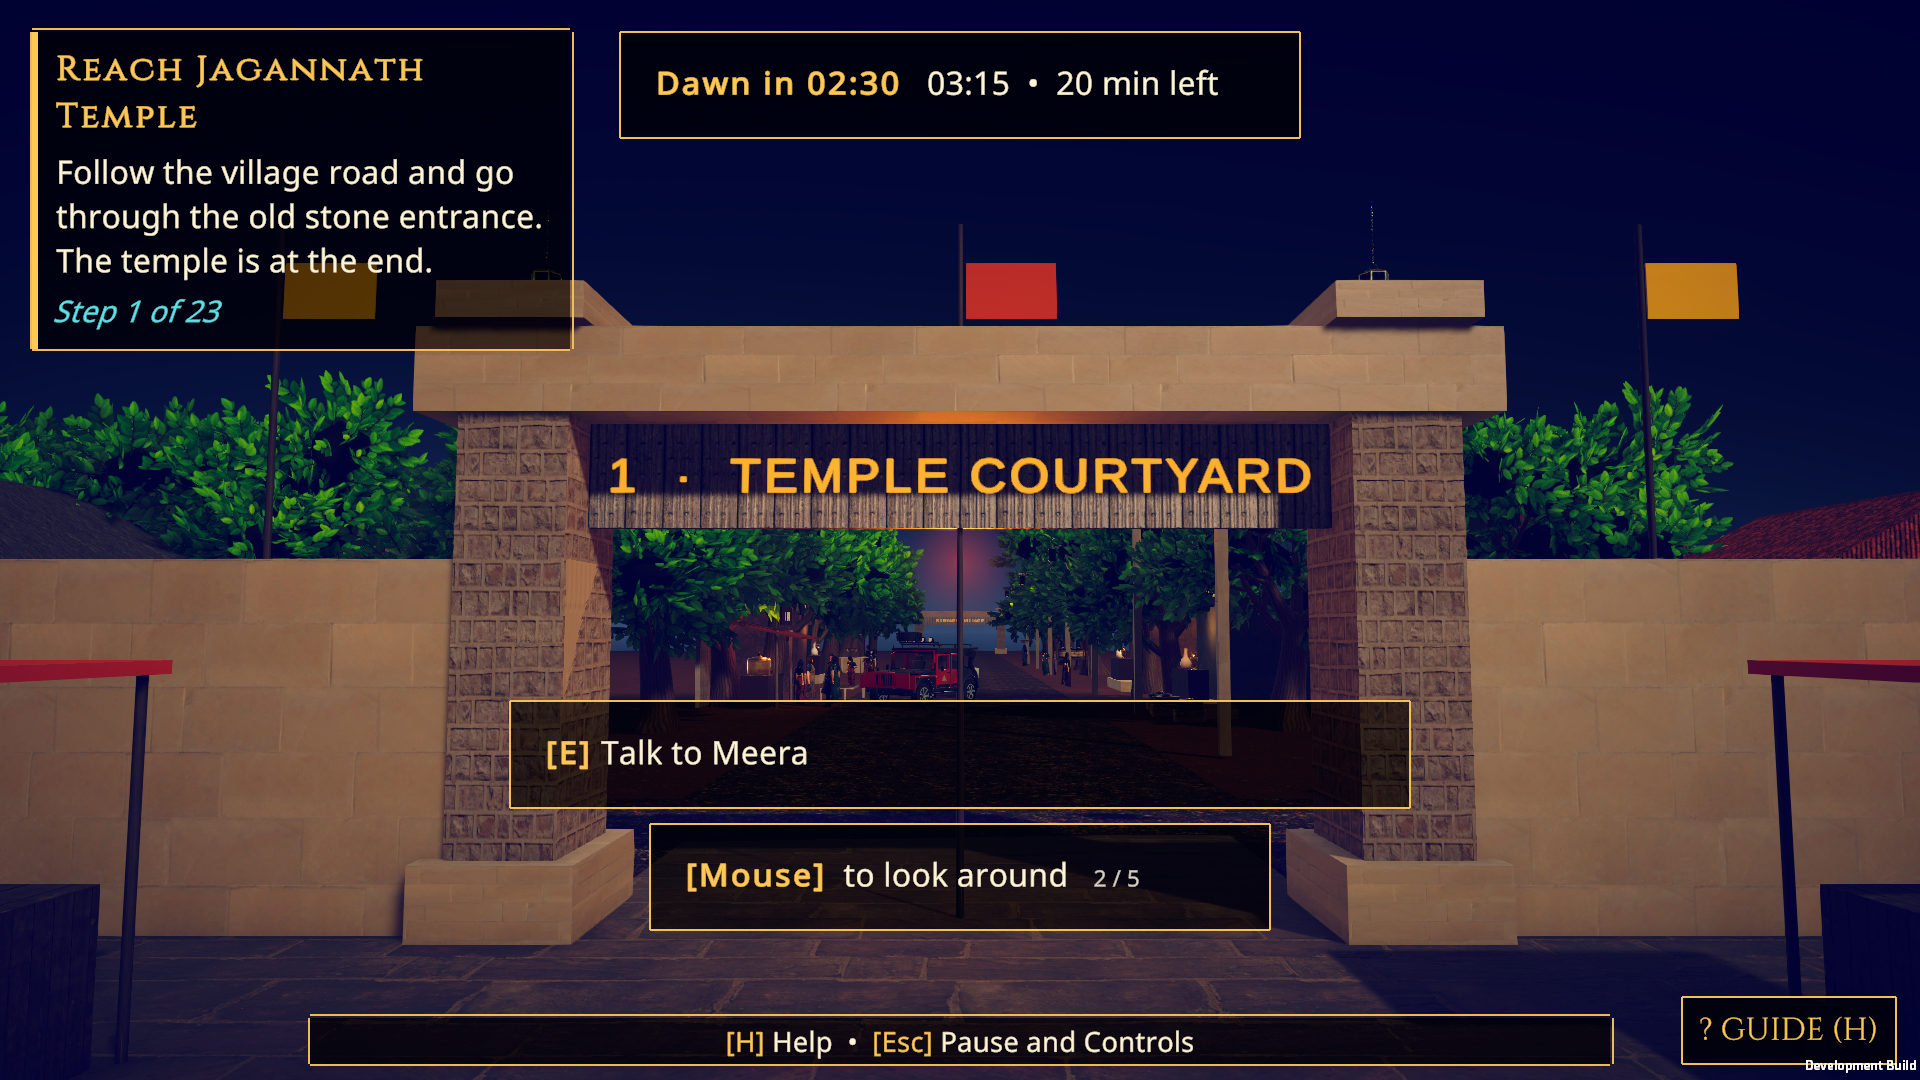 REACH JAGANNATH
TEMPLE
Follow the village road and go
through the old stone entrance.
The temple is at the end.
Step 1 of 23
Dawn in 02:30 03:15 • 20 min left
1 · TEMPLE COURTYARD
[E] Talk to Meera
[Mouse] to look around 2 / 5
[H] Help • [Esc] Pause and Controls
? GUIDE (H)
Development Build